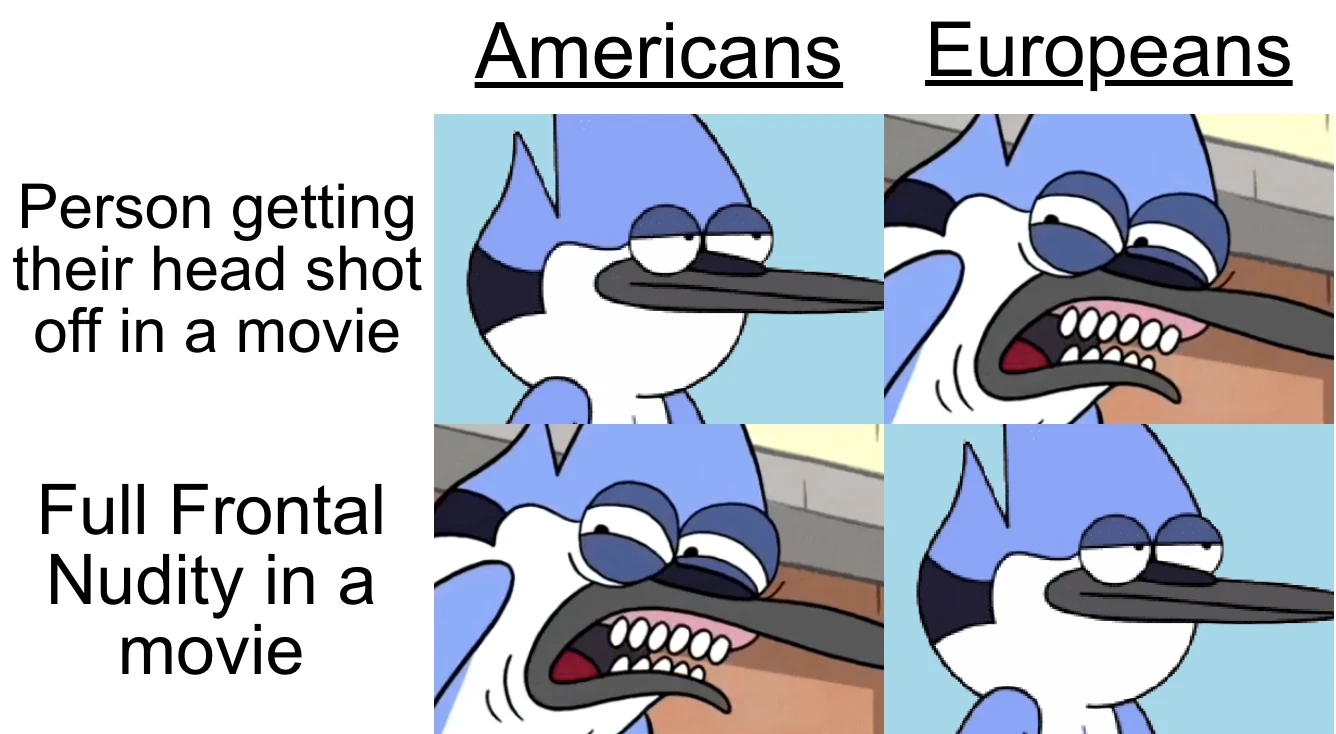 Americans
Europeans
Person getting
their head shot
off in a movie
Full Frontal
Nudity in a
movie